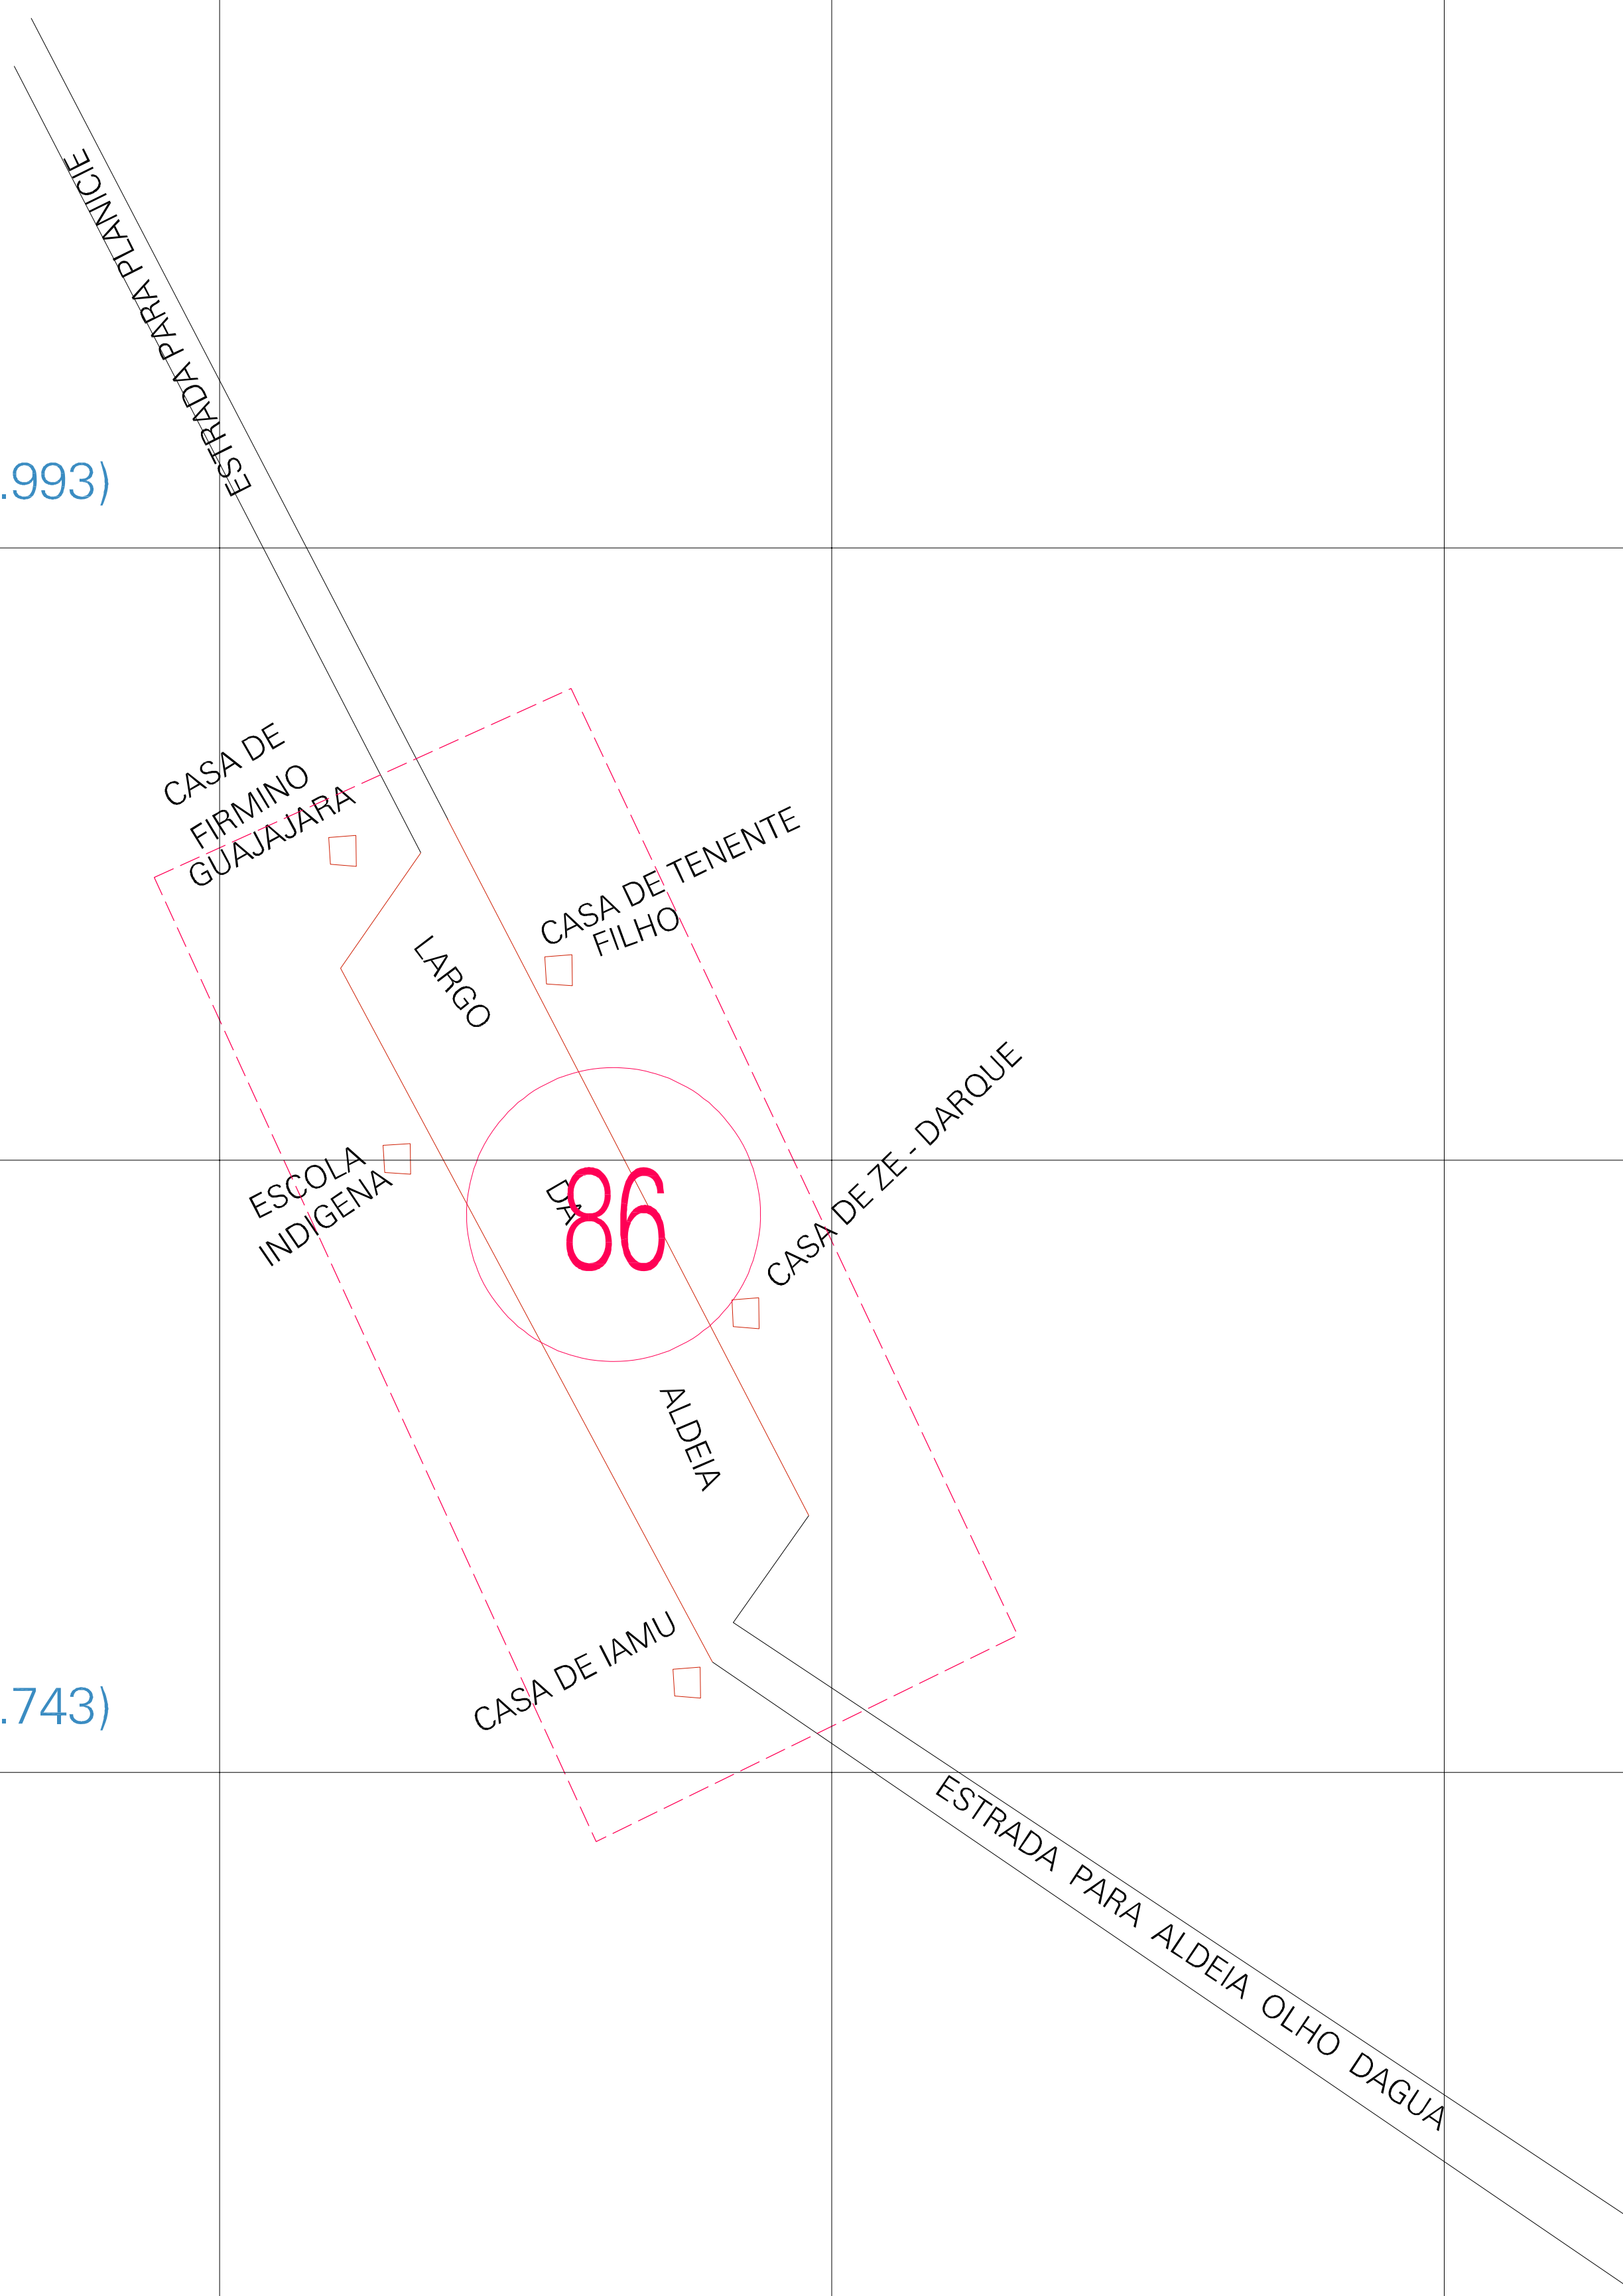 ESTRADA PARA PLANICIE
.993)
CASA DE
FIRMINO
GUAJAJARA
CASA DE TENENTE
FILHO
LARGO
CASA DE ZE - DARQUE
ESCOLA
INDIGENA
DA
86
ALDEIA
CASA DE IAMU
.743)
ESTRADA PARA ALDEIA OLHO DAGUA